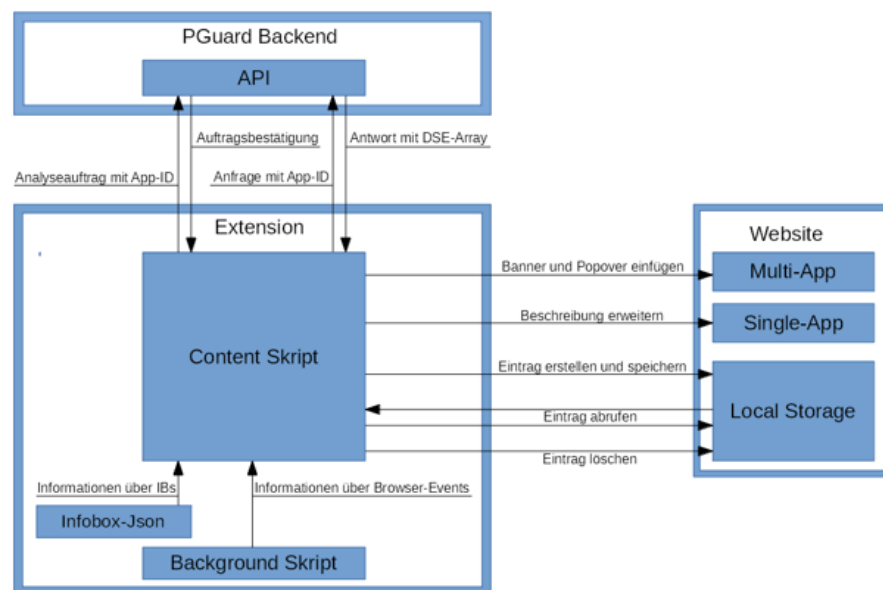 PGuard Backend
API
Auftragsbestätigung
Antwort mit DSE-Array
Analyseauftrag mit App-ID
Anfrage mit App-ID
Extension
Website
Content Skript
Banner und Popover einfügen
Multi-App
Beschreibung erweitern
Single-App
Eintrag erstellen und speichern
Local Storage
Eintrag abrufen
Eintrag löschen
Informationen über IBs
Informationen über Browser-Events
Infobox-Json
Background Skript